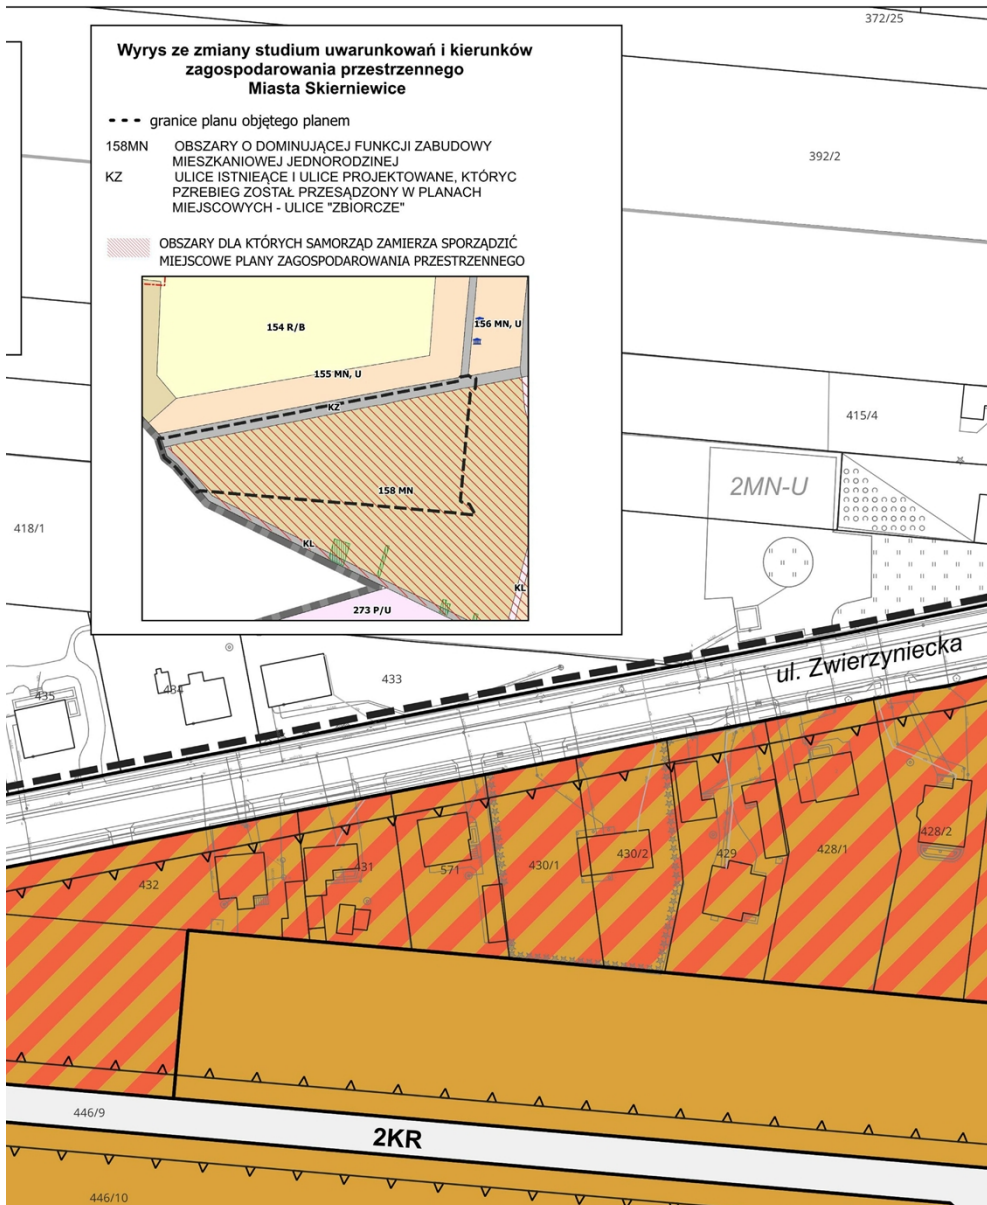 372/25
Wyrys ze zmiany studium uwarunkowań i kierunków
zagospodarowania przestrzennego
Miasta Skierniewice
granice planu objętego planem
158MN OBSZARY O DOMINUJĄCEJ FUNKCJI ZABUDOWY
MIESZKANIOWEJ JEDNORODZINEJ
KZ ULICE ISTNIEĄCE I ULICE PROJEKTOWANE, KTÓRYC
PZREBIEG ZOSTAŁ PRZESĄDZONY W PLANACH
MIEJSCOWYCH - ULICE "ZBIORCZE"
OBSZARY DLA KTÓRYCH SAMORZĄD ZAMIERZA SPORZĄDZIĆ
MIEJSCOWE PLANY ZAGOSPODAROWANIA PRZESTRZENNEGO
392/2
154 R/B
156 MN, U
155 MN, U
KZ
158 MN
KL
KL
273 P/U
415/4
2MN-U
418/1
ul. Zwierzyniecka
433
434
435
432
431
571
430/1
430/2
429
428/1
428/2
446/9
2KR
446/10